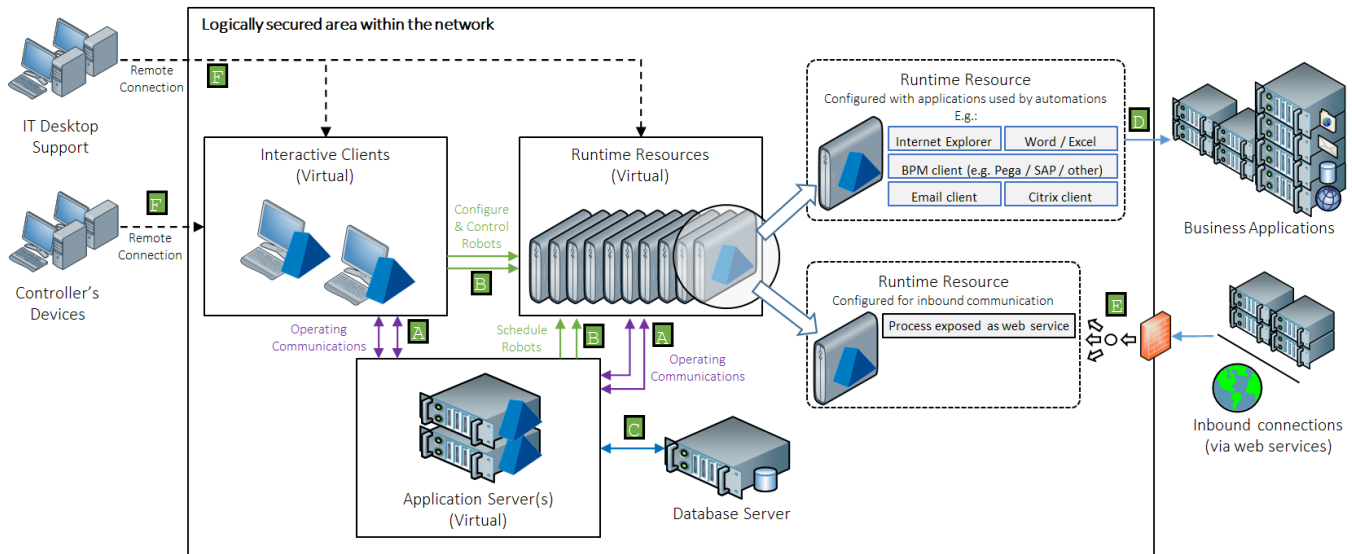 Logically secured area within the network
Remote
Connection
F
IT Desktop
Support
F
Remote
Connection
Controller's
Devices
Interactive Clients
(Virtual)
Configure
& Control
Robots
B
Runtime Resources
(Virtual)
Operating
Communications
A
Schedule
Robots
B
A
Operating
Communications
Application Server(s)
(Virtual)
C
Database Server
Runtime Resource
Configured with applications used by automations
E.g.:
Internet Explorer
Word / Excel
BPM client (e.g. Pega / SAP / other)
Email client
Citrix client
D
Business Applications
Runtime Resource
Configured for inbound communication
Process exposed as web service
E
Inbound connections
(via web services)